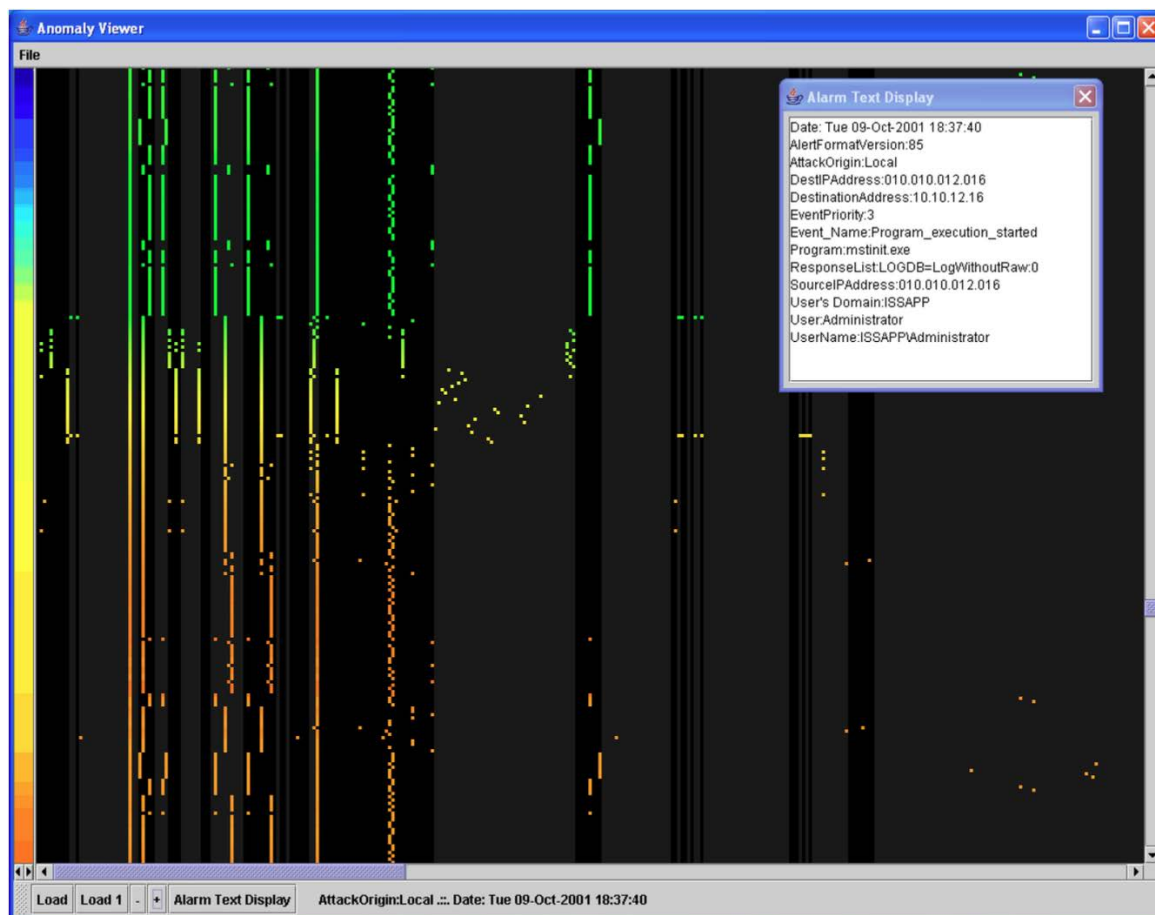 Anomaly Viewer
File
Alarm Text Display
Date: Tue 09-Oct-2001 18:37:40
AlertFormatVersion:85
AttackOrigin:Local
DestIPAddress:010.010.012.016
DestinationAddress:10.10.12.16
EventPriority:3
Event_Name:Program_execution_started
Program:mstinit.exe
ResponseList:LOGDB=LogWithoutRaw:0
SourceIPAddress:010.010.012.016
User's Domain:ISSAPP
User:Administrator
UserName:ISSAPP\Administrator
Load Load 1 - + Alarm Text Display AttackOrigin:Local .::. Date: Tue 09-Oct-2001 18:37:40